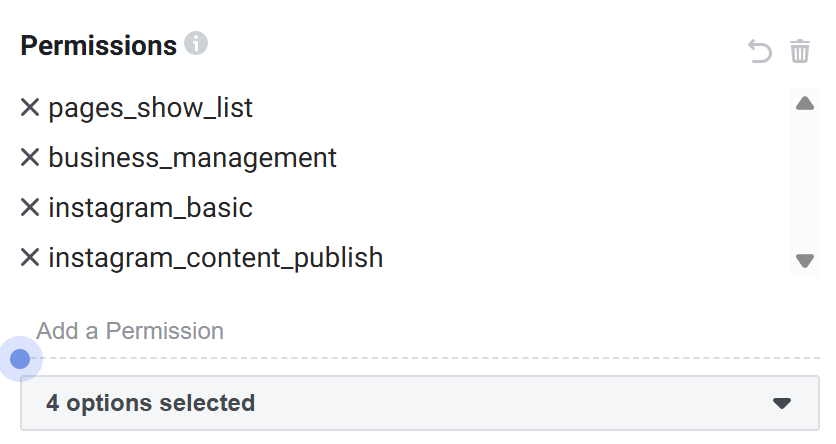 Permissions
pages_show_list
business_management
instagram_basic
instagram_content_publish
Add a Permission
4 options selected